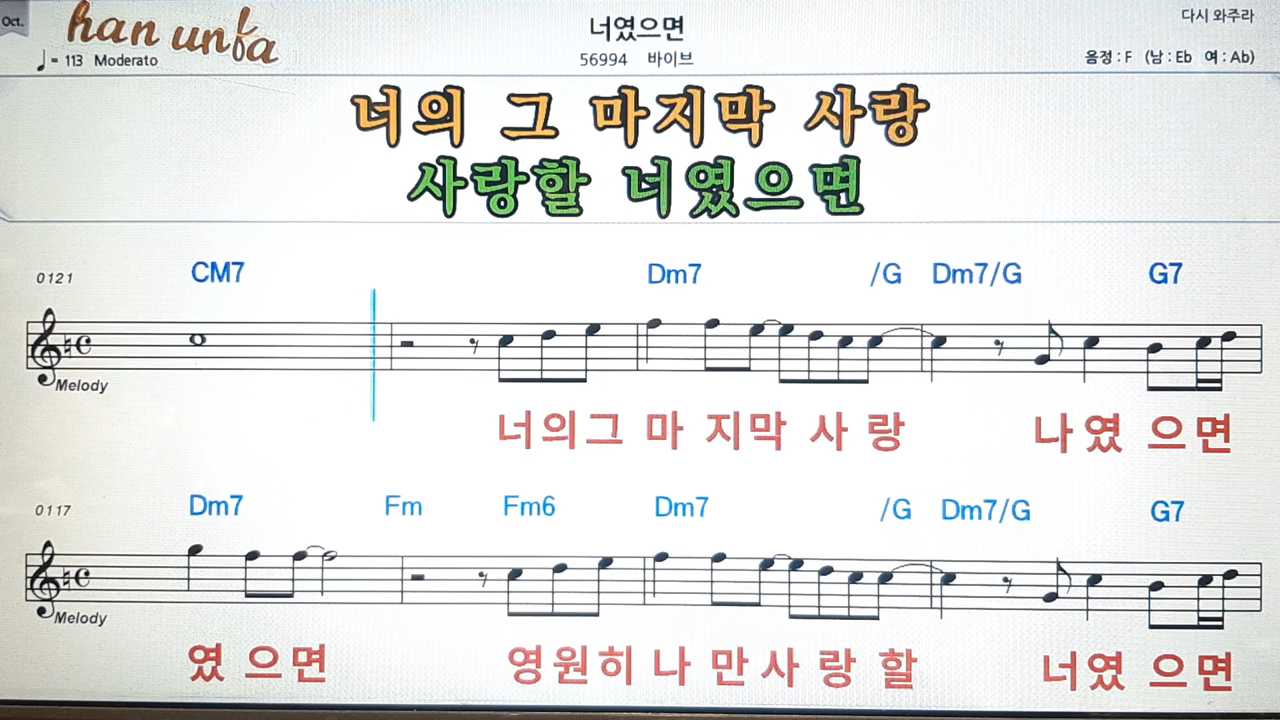 Oct.
han unfa
너였으면
다시 와주라
♩= 113 Moderato
56994 바이브
음정 : F (남 : Eb 여 : Ab)
너의 그 마지막 사랑
사랑할 너였으면
0121 CM7 Dm7 /G Dm7/G G7
Melody
너의그 마 지막 사 랑 나였 으면
0117 Dm7 Fm Fm6 Dm7 /G Dm7/G G7
Melody
였 으면 영원히 나 만사 랑 할 너였 으면